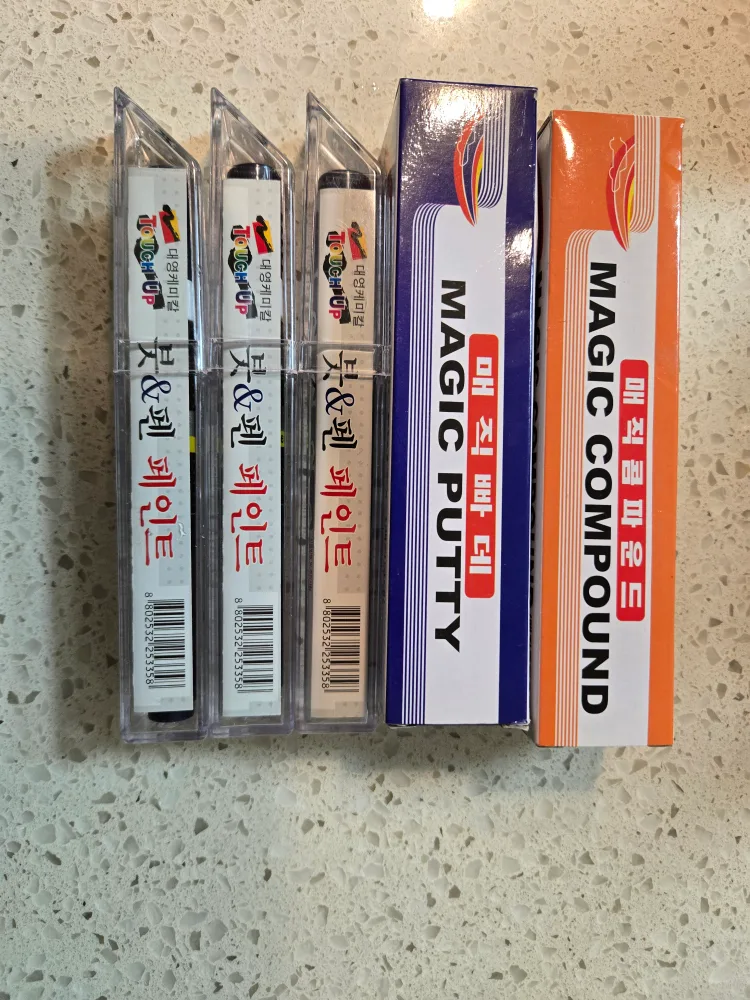 TOUCH UP
대영케미칼
붓&펜 페인트
8 802532 253358
TOUCH UP
대영케미칼
붓&펜 페인트
8 802532 253358
TOUCH UP
대영케미칼
붓&펜 페인트
8 802532 253358
매직빠데
MAGIC PUTTY
매직콤파운드
MAGIC COMPOUND